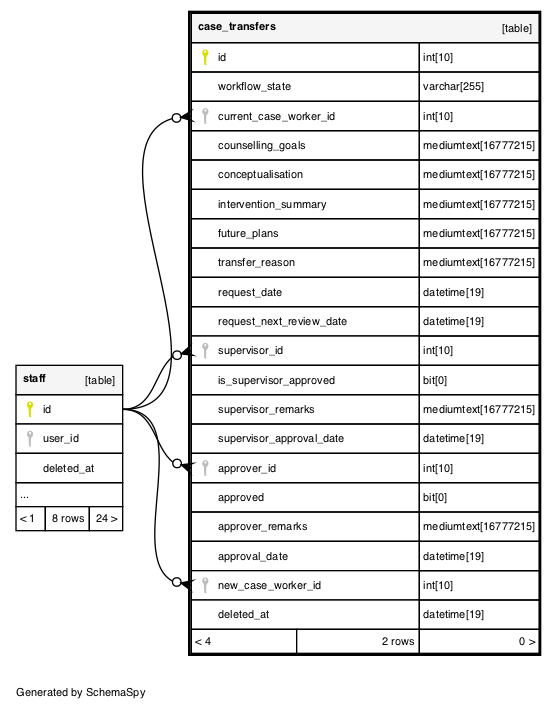 case_transfers [table]
id int[10]
workflow_state varchar[255]
current_case_worker_id int[10]
counselling_goals mediumtext[16777215]
conceptualisation mediumtext[16777215]
intervention_summary mediumtext[16777215]
future_plans mediumtext[16777215]
transfer_reason mediumtext[16777215]
request_date datetime[19]
request_next_review_date datetime[19]
supervisor_id int[10]
is_supervisor_approved bit[0]
supervisor_remarks mediumtext[16777215]
supervisor_approval_date datetime[19]
approver_id int[10]
approved bit[0]
approver_remarks mediumtext[16777215]
approval_date datetime[19]
new_case_worker_id int[10]
deleted_at datetime[19]
< 4 2 rows 0 >
staff [table]
id
user_id
deleted_at
...
< 1 8 rows 24 >
Generated by SchemaSpy